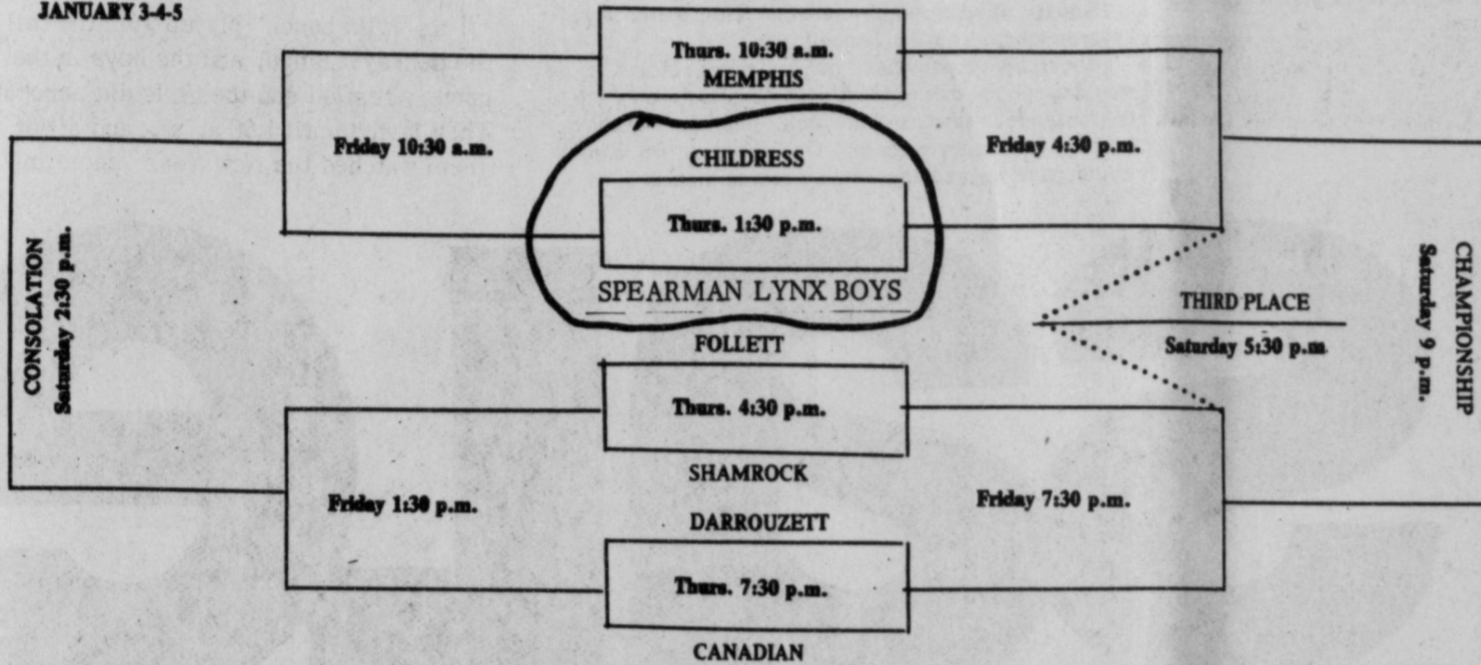 JANUARY 3-4-5
Thurs. 10:30 a.m.
MEMPHIS
Friday 10:30 a.m.
CHILDRESS
Friday 4:30 p.m.
Thurs. 1:30 p.m.
SPEARMAN LYNX BOYS
CONSOLATION
Saturday 2:30 p.m.
THIRD PLACE
Saturday 5:30 p.m
CHAMPIONSHIP
Saturday 9 p.m.
FOLLETT
Thurs. 4:30 p.m.
SHAMROCK
Friday 1:30 p.m.
Friday 7:30 p.m.
DARROUZETT
Thurs. 7:30 p.m.
CANADIAN